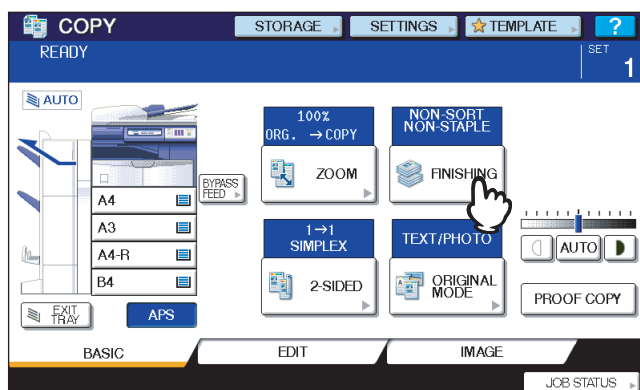 COPY
STORAGE
SETTINGS
TEMPLATE
?
READY
SET
1
AUTO
100%
ORG. →COPY
ZOOM
NON-SORT
NON-STAPLE
FINISHING
BYPASS
FEED
A4
A3
A4-R
B4
1→1
SIMPLEX
2-SIDED
TEXT/PHOTO
ORIGINAL
MODE
AUTO
PROOF COPY
EXIT
TRAY
APS
BASIC
EDIT
IMAGE
JOB STATUS